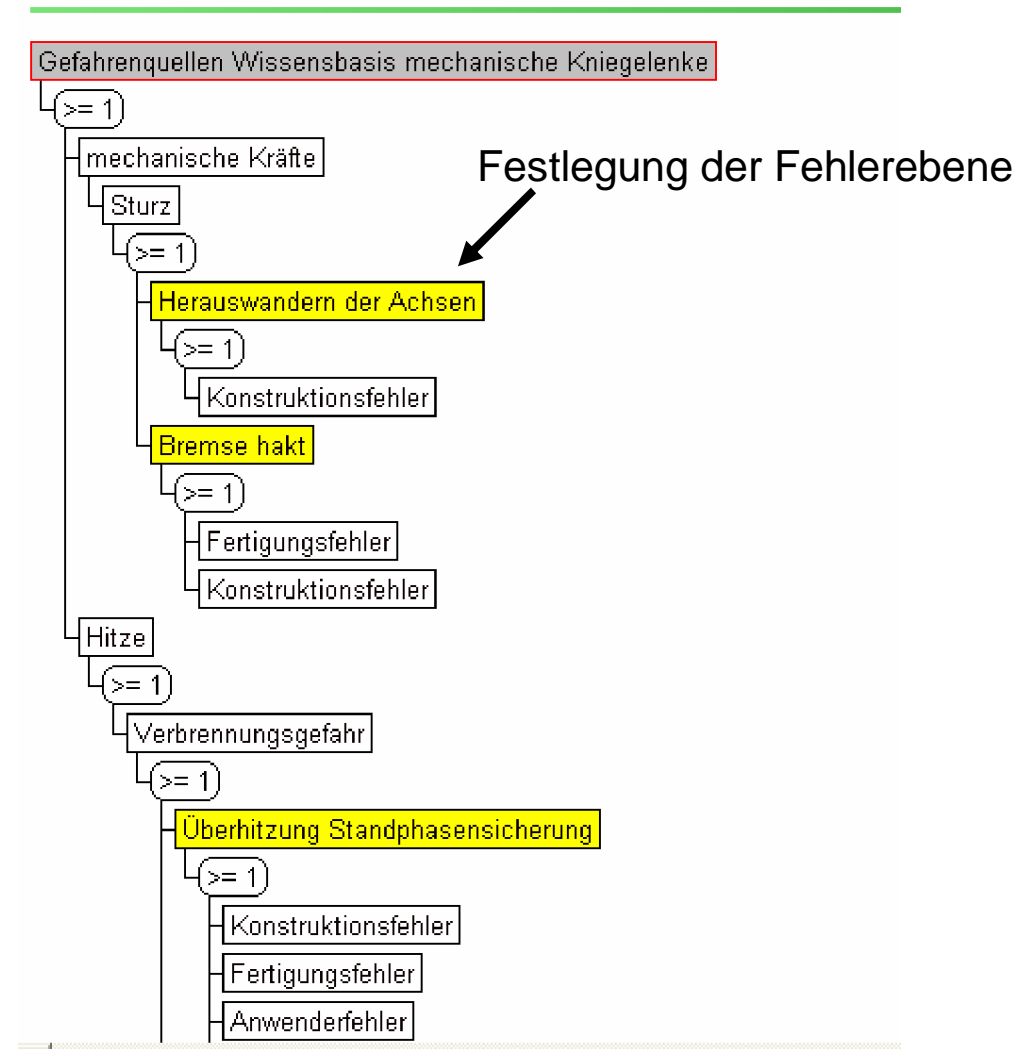 Gefahrenquellen Wissensbasis mechanische Kniegelenke
>= 1
mechanische Kräfte
Festlegung der Fehlerebene
Sturz
>= 1
Herauswandern der Achsen
>= 1
Konstruktionsfehler
Bremse hakt
>= 1
Fertigungsfehler
Konstruktionsfehler
Hitze
>= 1
Verbrennungsgefahr
>= 1
Überhitzung Standphasensicherung
>= 1
Konstruktionsfehler
Fertigungsfehler
Anwenderfehler